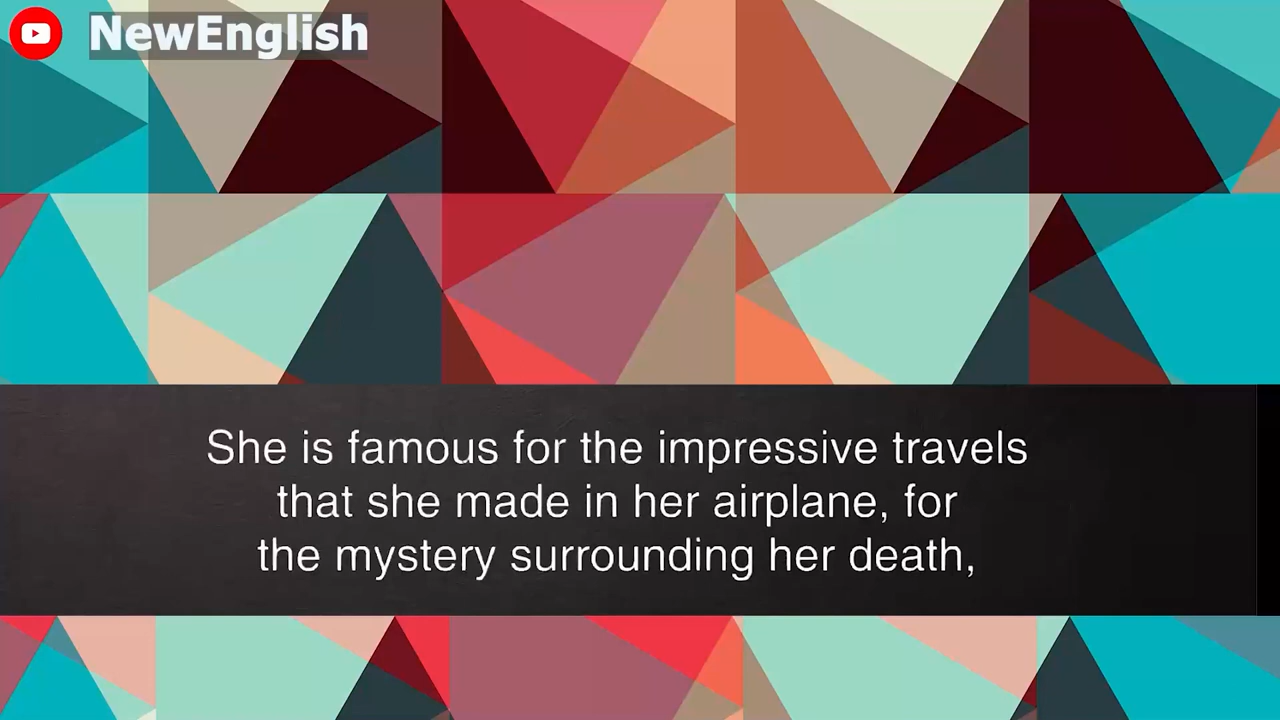 NewEnglish
She is famous for the impressive travels
that she made in her airplane, for
the mystery surrounding her death,